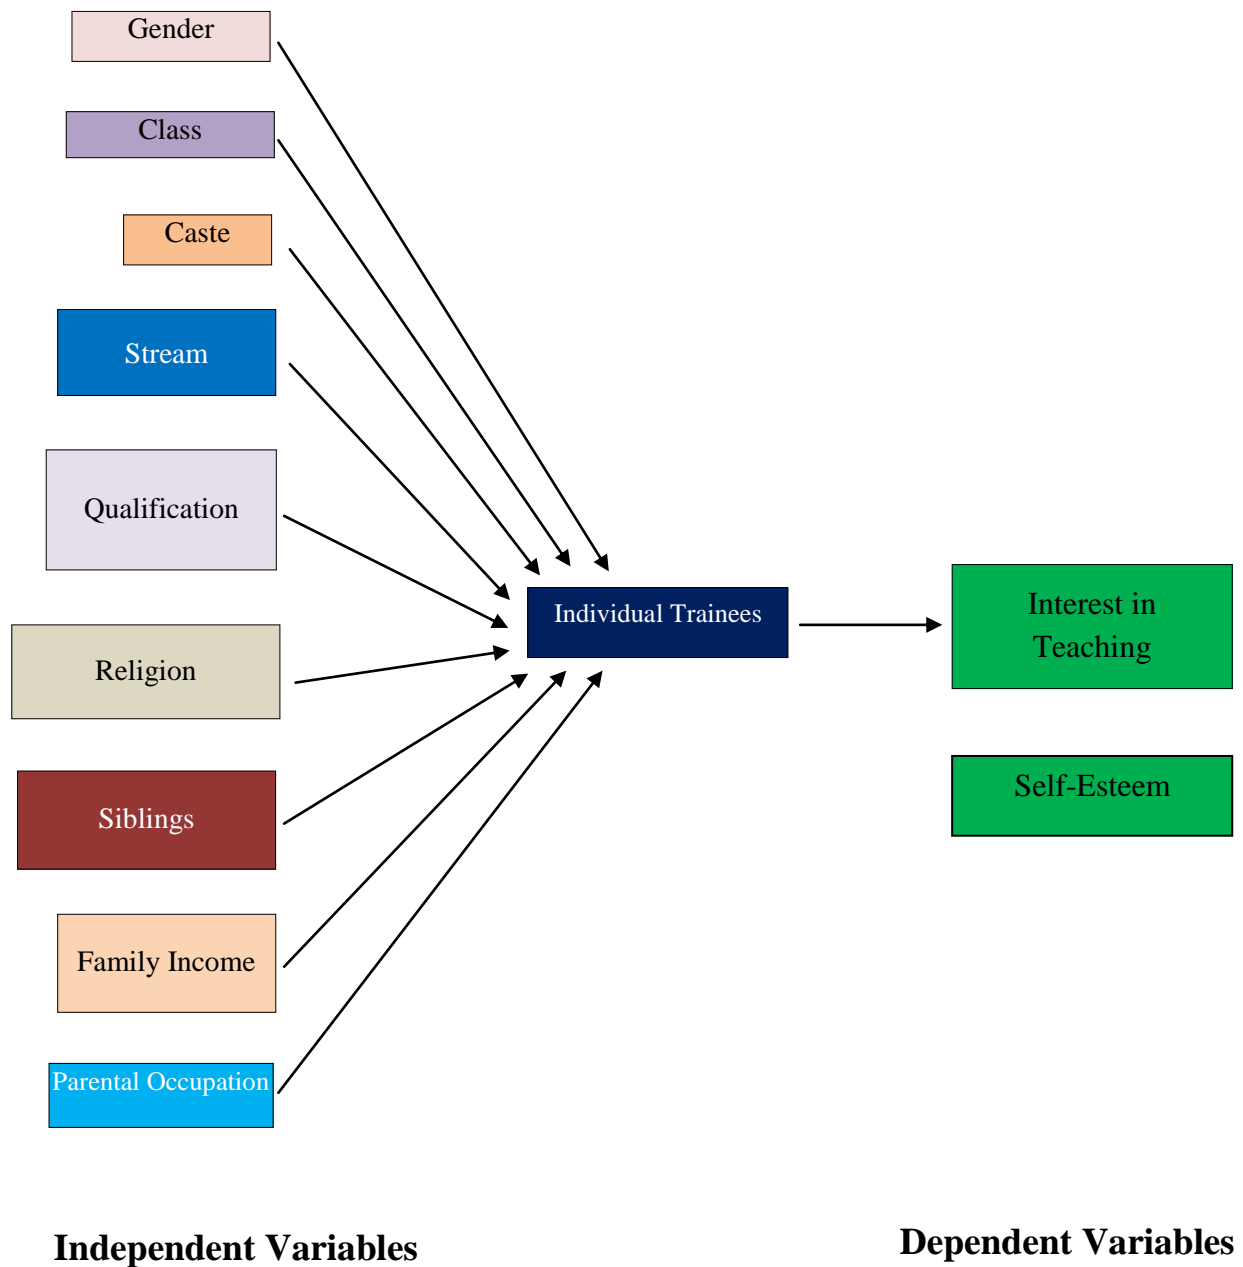 Gender
Class
Caste
Stream
Qualification
Religion
Siblings
Family Income
Parental Occupation
Individual Trainees
Interest in
Teaching
Self-Esteem
Independent Variables
Dependent Variables